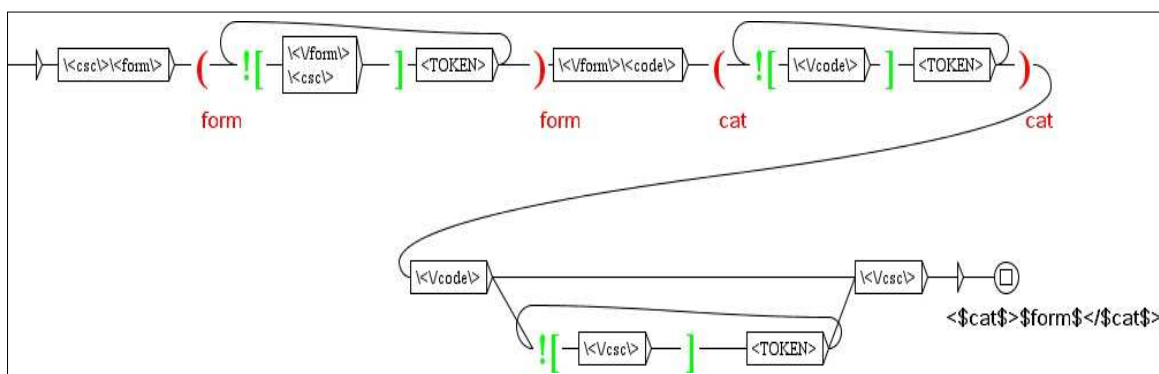 \<csc\>\<form\> ( ![ \<\/form\> ] <TOKEN> ) \<\/form\>\<code\> ( ![ \<\/code\> ] <TOKEN> )
\<csc\>
form form cat cat
\<\/code\> \<\/csc\>
<$cat$>$form$</$cat$>
![ \<\/csc\> ] <TOKEN>